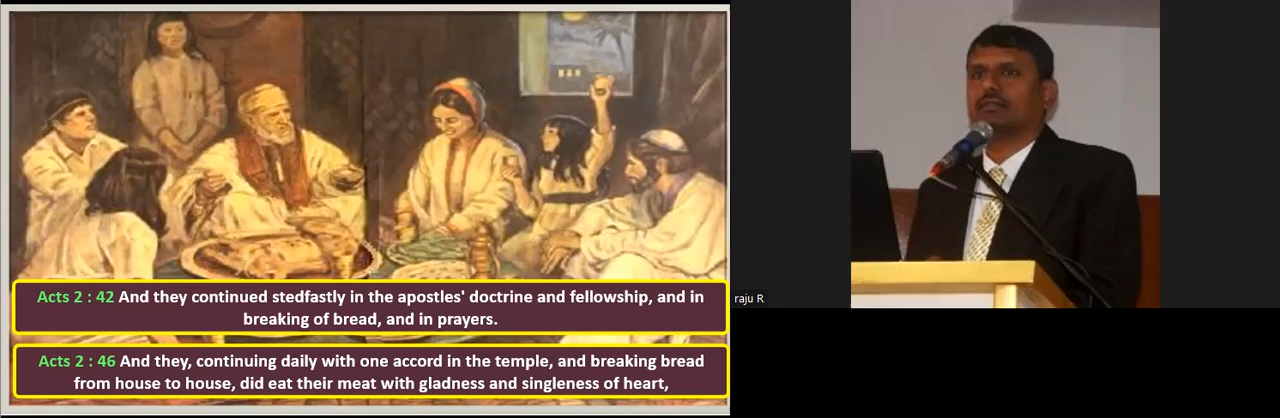 Acts 2 : 42 And they continued stedfastly in the apostles' doctrine and fellowship, and in
breaking of bread, and in prayers.
Acts 2 : 46 And they, continuing daily with one accord in the temple, and breaking bread
from house to house, did eat their meat with gladness and singleness of heart,
raju R